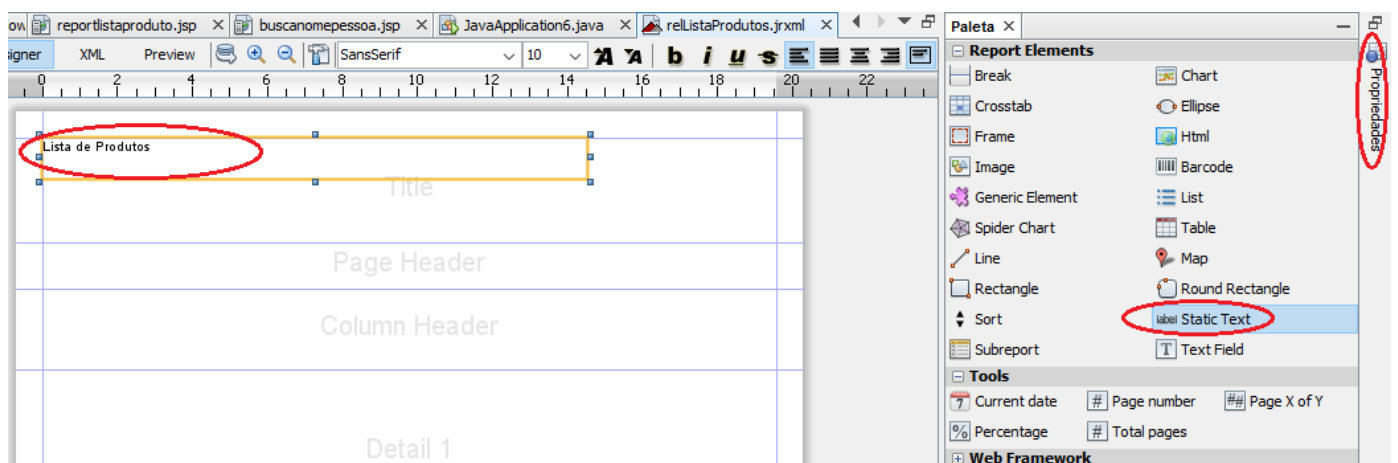 reportlistaproduto.jsp buscanomepessoa.jsp JavaApplication6.java relListaProdutos.jrxml
signer XML Preview SansSerif 10 A A b i u s
0 2 4 6 8 10 12 14 16 18 20 22
Lista de Produtos
Title
Page Header
Column Header
Detail 1
Paleta
Report Elements
Break Chart
Crosstab Ellipse
Frame Html
Image Barcode
Generic Element List
Spider Chart Table
Line Map
Rectangle Round Rectangle
Sort label Static Text
Subreport T Text Field
Tools
7 Current date # Page number ## Page X of Y
% Percentage # Total pages
Web Framework
Propriedades